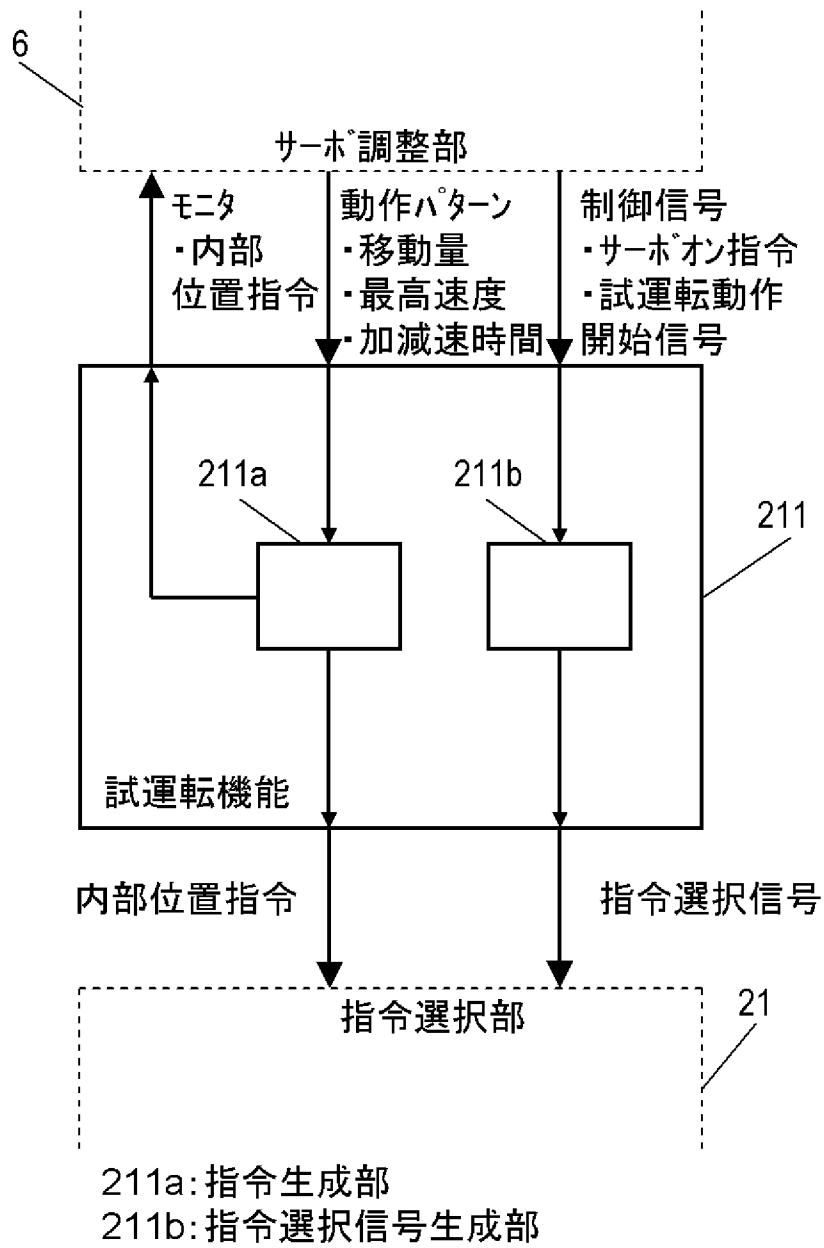 6
サーボ調整部
モニタ
・内部
位置指令
動作パターン
・移動量
・最高速度
・加減速時間
制御信号
・サーボオン指令
・試運転動作
開始信号
211a
211b
211
試運転機能
内部位置指令
指令選択信号
指令選択部
21
211a:指令生成部
211b:指令選択信号生成部